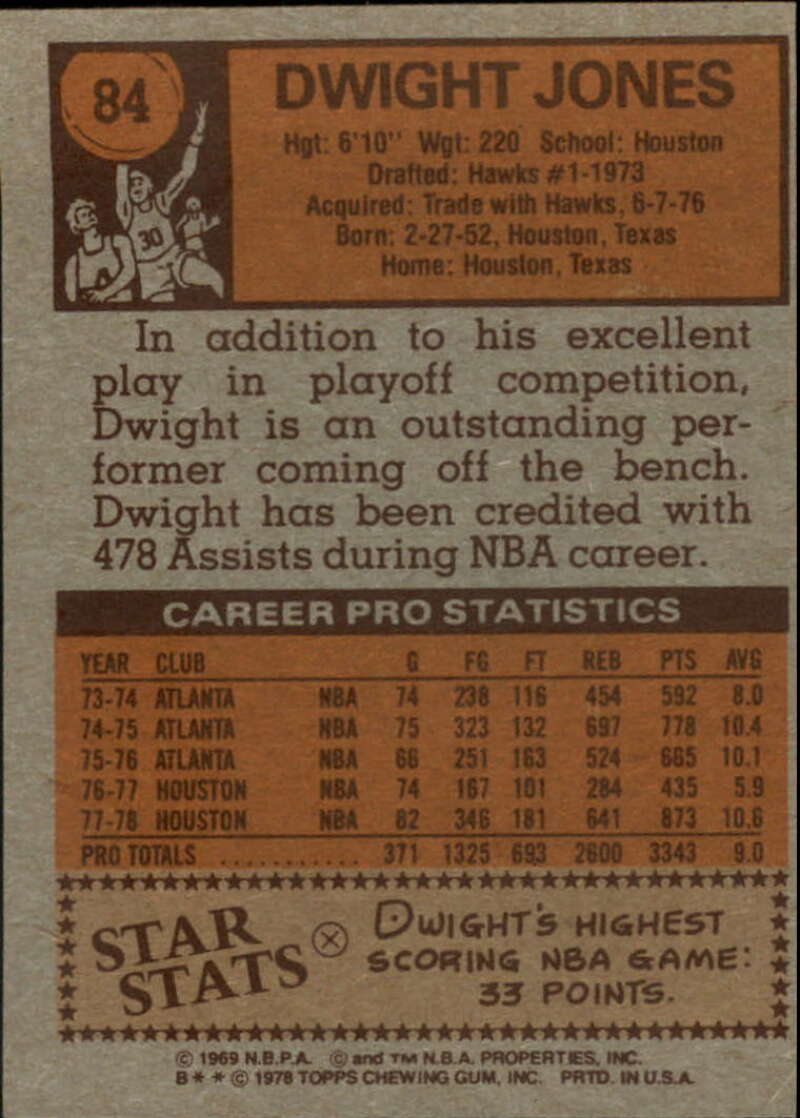 84
DWIGHT JONES
Hgt: 6'10" Wgt: 220 School: Houston
Drafted: Hawks #1-1973
Acquired: Trade with Hawks, 6-7-76
Born: 2-27-52, Houston, Texas
Home: Houston, Texas
30
In addition to his excellent
play in playoff competition,
Dwight is an outstanding per-
former coming off the bench.
Dwight has been credited with
478 Assists during NBA career.
CAREER PRO STATISTICS
YEAR CLUB G FG FT REB PTS AVG
73-74 ATLANTA NBA 74 238 116 454 592 8.0
74-75 ATLANTA NBA 75 323 132 697 778 10.4
75-76 ATLANTA NBA 66 251 163 524 665 10.1
76-77 HOUSTON NBA 74 167 101 284 435 5.9
77-78 HOUSTON NBA 82 346 181 641 873 10.6
PRO TOTALS ........... 371 1325 693 2600 3343 9.0
STAR
STATS
DWIGHT'S HIGHEST
SCORING NBA GAME:
33 POINTS.
© 1969 N.B.P.A. © and TM N.B.A. PROPERTIES, INC.
B * * © 1978 TOPPS CHEWING GUM, INC. PRTD. IN U.S.A.